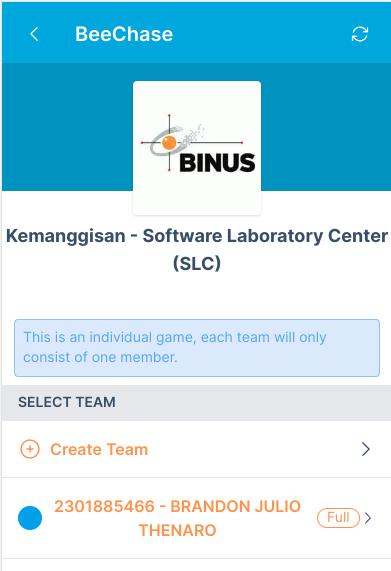 BeeChase
BINUS
Kemanggisan - Software Laboratory Center
(SLC)
This is an individual game, each team will only
consist of one member.
SELECT TEAM
Create Team
2301885466 - BRANDON JULIO
THENARO
Full